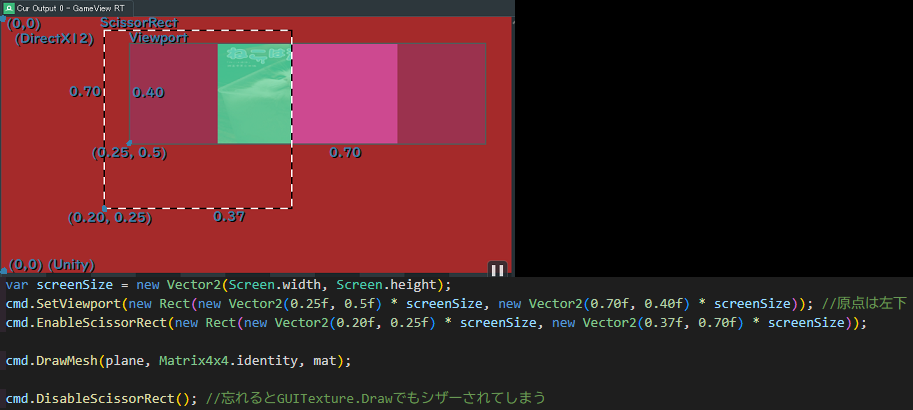 Cur Output 0 – GameView RT
(0,0)
ScissorRect
(DirectX12)
Viewport
0.70
0.40
(0.25, 0.5)
0.70
(0.20, 0.25)
0.37
(0,0) (Unity)
var screenSize = new Vector2(Screen.width, Screen.height);
cmd.SetViewport(new Rect(new Vector2(0.25f, 0.5f) * screenSize, new Vector2(0.70f, 0.40f) * screenSize)); //原点は左下
cmd.EnableScissorRect(new Rect(new Vector2(0.20f, 0.25f) * screenSize, new Vector2(0.37f, 0.70f) * screenSize));
cmd.DrawMesh(plane, Matrix4x4.identity, mat);
cmd.DisableScissorRect(); //忘れるとGUITexture.Drawでもシザーされてしまう